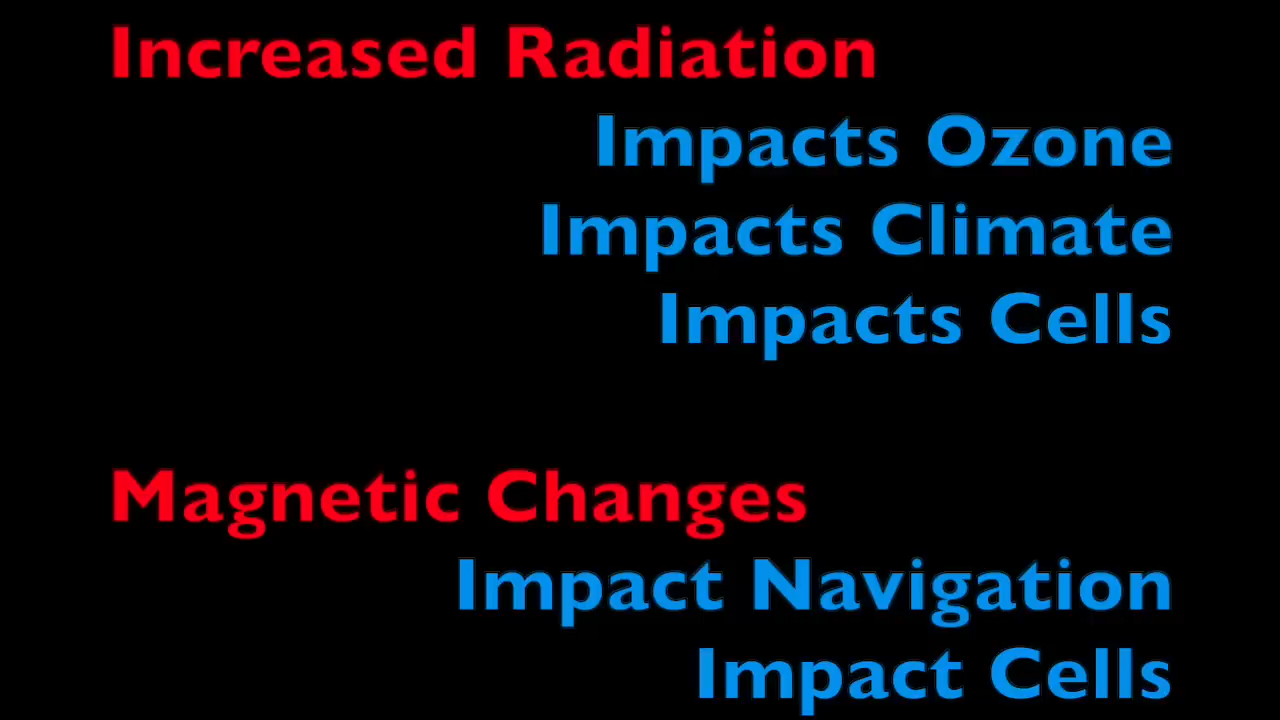 Increased Radiation
Impacts Ozone
Impacts Climate
Impacts Cells
Magnetic Changes
Impact Navigation
Impact Cells